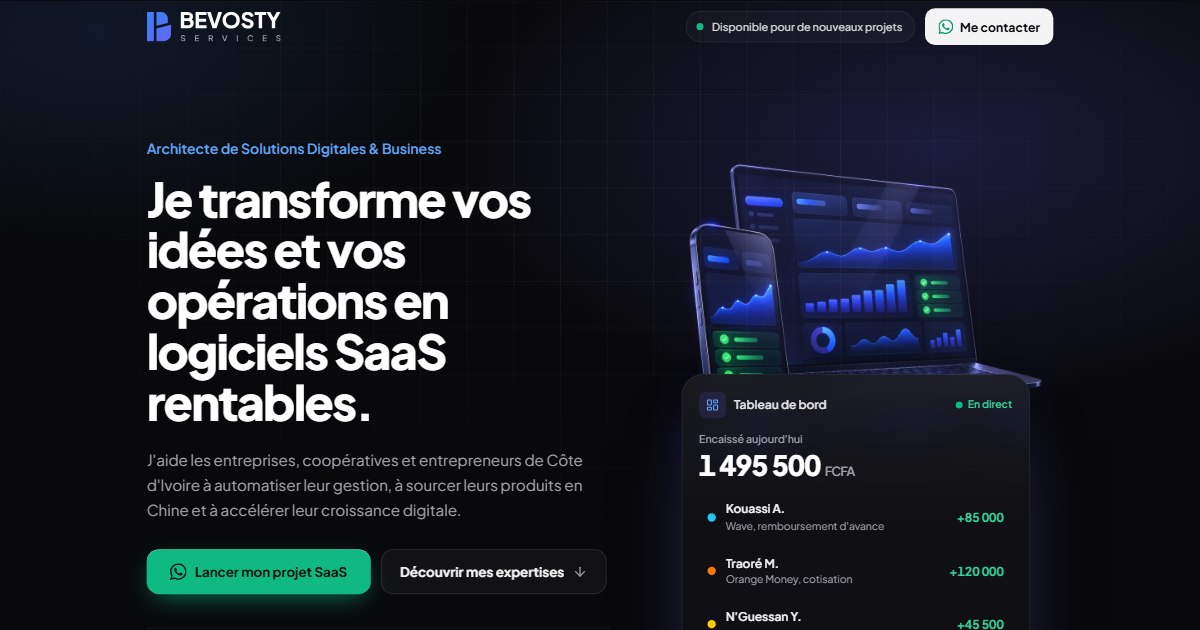 BEVOSTY
SERVICES
Disponible pour de nouveaux projets
Me contacter
Architecte de Solutions Digitales & Business
Je transforme vos
idées et vos
opérations en
logiciels SaaS
rentables.
J'aide les entreprises, coopératives et entrepreneurs de Côte
d'Ivoire à automatiser leur gestion, à sourcer leurs produits en
Chine et à accélérer leur croissance digitale.
Lancer mon projet SaaS
Découvrir mes expertises
Tableau de bord
En direct
Encaissé aujourd'hui
1 495 500 FCFA
Kouassi A.
Wave, remboursement d'avance
+85 000
Traoré M.
Orange Money, cotisation
+120 000
N'Guessan Y.
+45 500